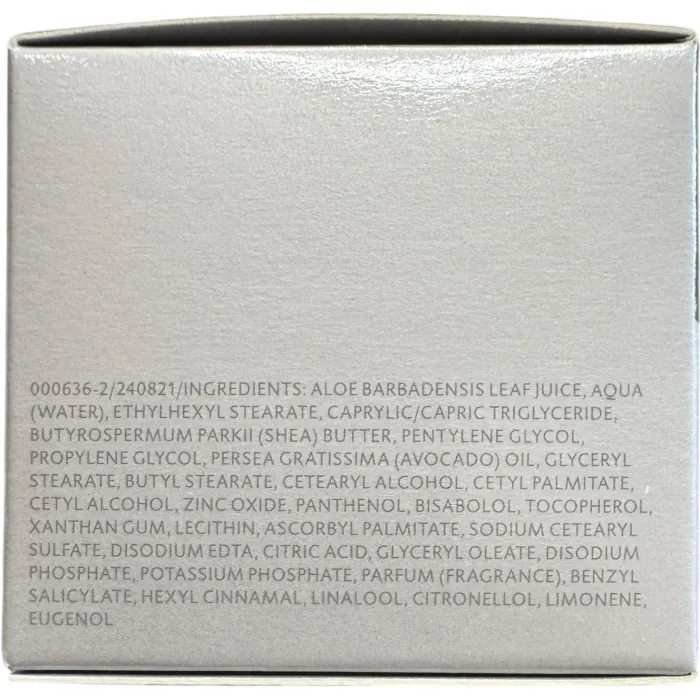 000636-2/240821/INGREDIENTS: ALOE BARBADENSIS LEAF JUICE, AQUA
(WATER), ETHYLHEXYL STEARATE, CAPRYLIC/CAPRIC TRIGLYCERIDE,
BUTYROSPERMUM PARKII (SHEA) BUTTER, PENTYLENE GLYCOL,
PROPYLENE GLYCOL, PERSEA GRATISSIMA (AVOCADO) OIL, GLYCERYL
STEARATE, BUTYL STEARATE, CETEARYL ALCOHOL, CETYL PALMITATE,
CETYL ALCOHOL, ZINC OXIDE, PANTHENOL, BISABOLOL, TOCOPHEROL,
XANTHAN GUM, LECITHIN, ASCORBYL PALMITATE, SODIUM CETEARYL
SULFATE, DISODIUM EDTA, CITRIC ACID, GLYCERYL OLEATE, DISODIUM
PHOSPHATE, POTASSIUM PHOSPHATE, PARFUM (FRAGRANCE), BENZYL
SALICYLATE, HEXYL CINNAMAL, LINALOOL, CITRONELLOL, LIMONENE,
EUGENOL